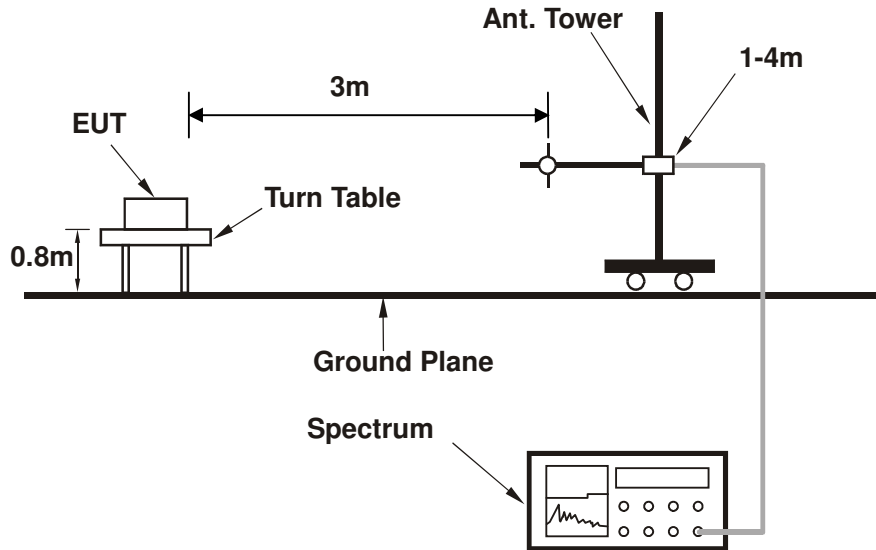 Ant. Tower
1-4m
3m
EUT
Turn Table
0.8m
Ground Plane
Spectrum